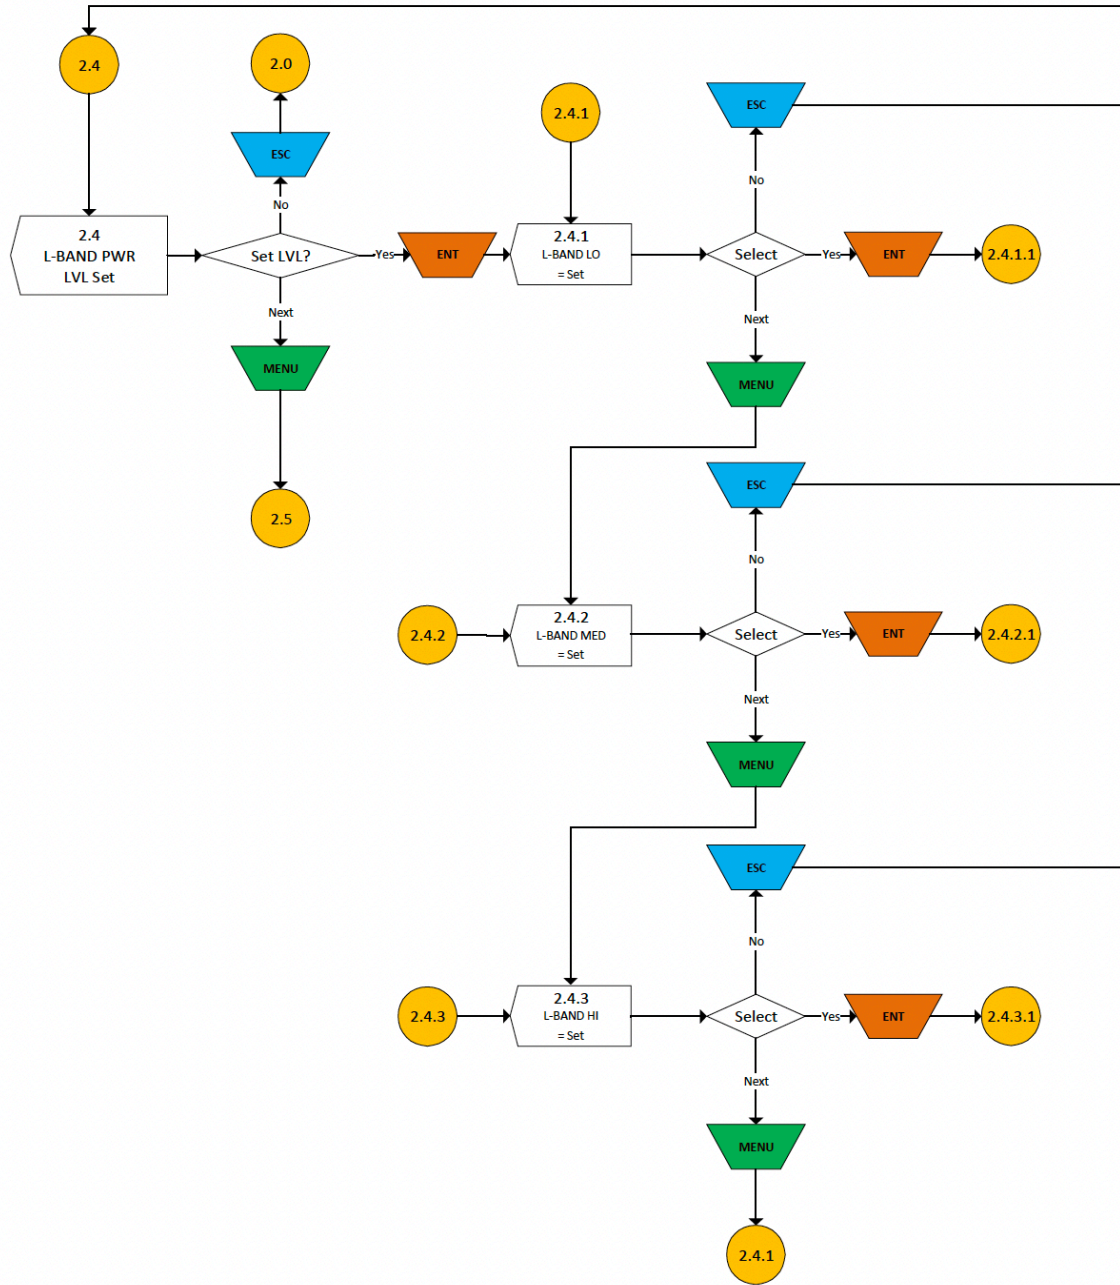 2.4
2.0
2.4.1
ESC
ESC
No
No
2.4
L-BAND PWR
LVL Set
Set LVL?
Yes
ENT
2.4.1
L-BAND LO
= Set
Select
Yes
ENT
2.4.1.1
Next
Next
MENU
MENU
2.5
ESC
No
2.4.2
2.4.2
L-BAND MED
= Set
Select
Yes
ENT
2.4.2.1
Next
MENU
ESC
No
2.4.3
2.4.3
L-BAND HI
= Set
Select
Yes
ENT
2.4.3.1
Next
MENU
2.4.1